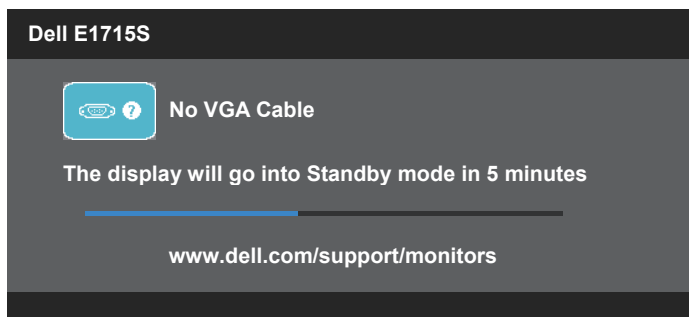 Dell E1715S
No VGA Cable
The display will go into Standby mode in 5 minutes
www.dell.com/support/monitors